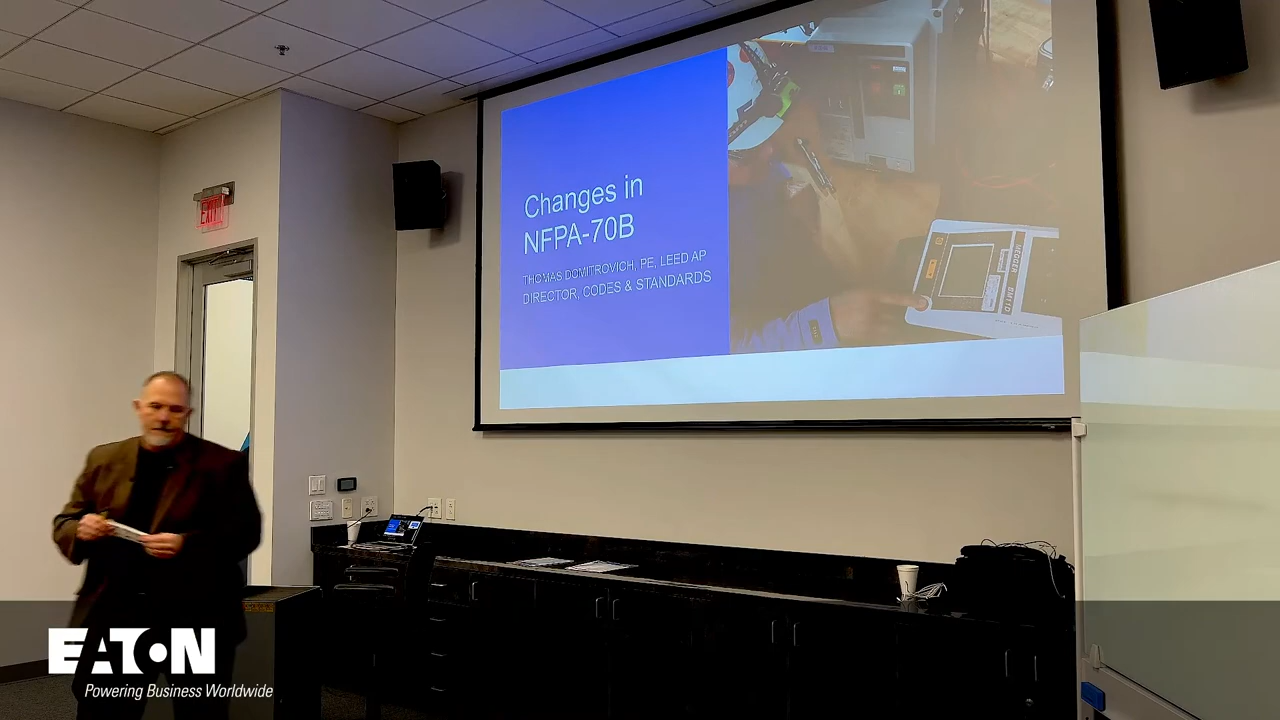 EXIT
Changes in
NFPA-70B
THOMAS DOMITROVICH, PE, LEED AP
DIRECTOR, CODES & STANDARDS
MEGGER
EATON
Powering Business Worldwide